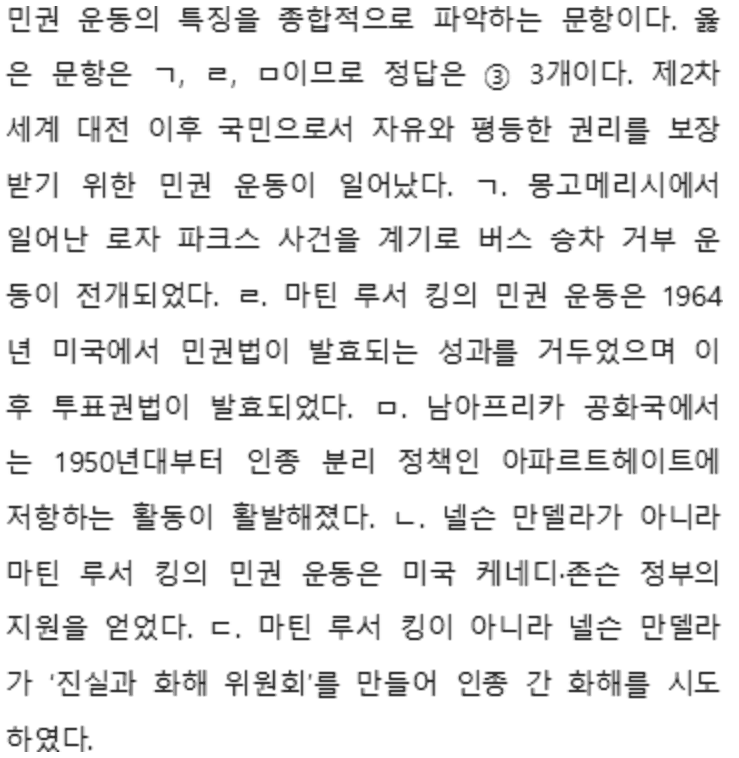 민권 운동의 특징을 종합적으로 파악하는 문항이다. 옳
은 문항은 ㄱ, ㄹ, ㅁ이므로 정답은 ③ 3개이다. 제2차
세계 대전 이후 국민으로서 자유와 평등한 권리를 보장
받기 위한 민권 운동이 일어났다. ㄱ. 몽고메리시에서
일어난 로자 파크스 사건을 계기로 버스 승차 거부 운
동이 전개되었다. ㄹ. 마틴 루서 킹의 민권 운동은 1964
년 미국에서 민권법이 발효되는 성과를 거두었으며 이
후 투표권법이 발효되었다. ㅁ. 남아프리카 공화국에서
는 1950년대부터 인종 분리 정책인 아파르트헤이트에
저항하는 활동이 활발해졌다. ㄴ. 넬슨 만델라가 아니라
마틴 루서 킹의 민권 운동은 미국 케네디·존슨 정부의
지원을 얻었다. ㄷ. 마틴 루서 킹이 아니라 넬슨 만델라
가 '진실과 화해 위원회'를 만들어 인종 간 화해를 시도
하였다.